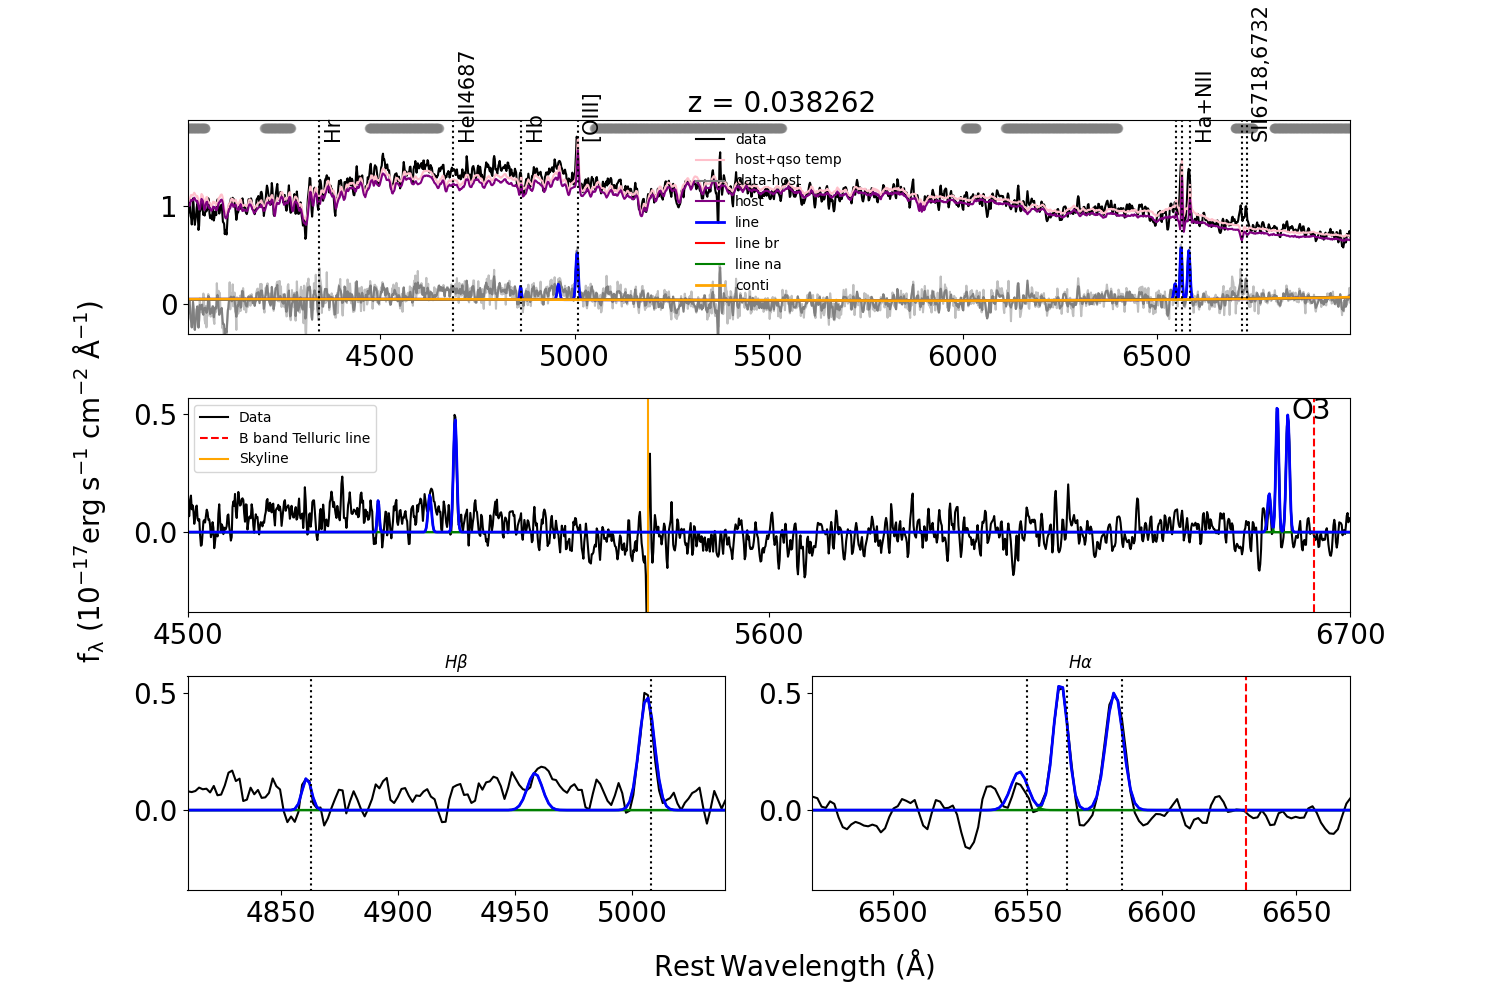 Hr
HeII4687
Hb
[OIII]
Ha+NII
SII6718,6732
z = 0.038262
data
host+qso temp
data-host
host
line
line br
line na
conti
1
0
4500
5000
5500
6000
6500
fλ (10⁻¹⁷erg s⁻¹ cm⁻² Å⁻¹)
Data
B band Telluric line
Skyline
O3
0.5
0.0
4500
5600
6700
Hβ
0.5
0.0
4850
4900
4950
5000
Hα
0.5
0.0
6500
6550
6600
6650
Rest Wavelength (Å)